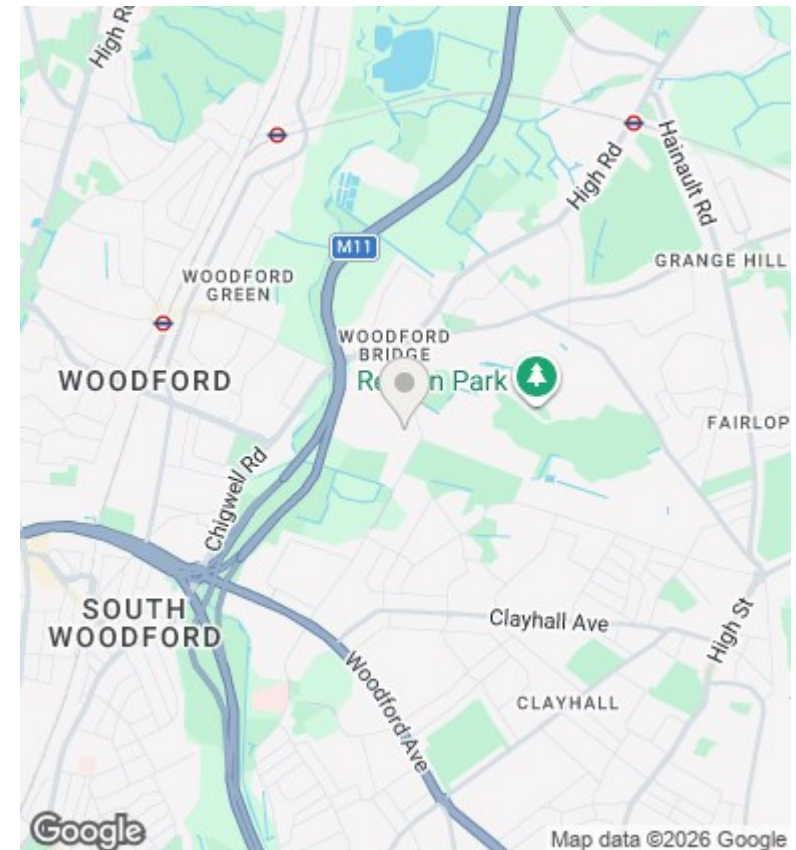 High Rd
High Rd
Hainault Rd
M11
GRANGE HILL
WOODFORD
GREEN
WOODFORD
BRIDGE
WOODFORD
Park
FAIRLOP
Chigwell Rd
SOUTH
WOODFORD
Clayhall Ave
High St
Woodford Ave
CLAYHALL
Google
Map data ©2026 Google